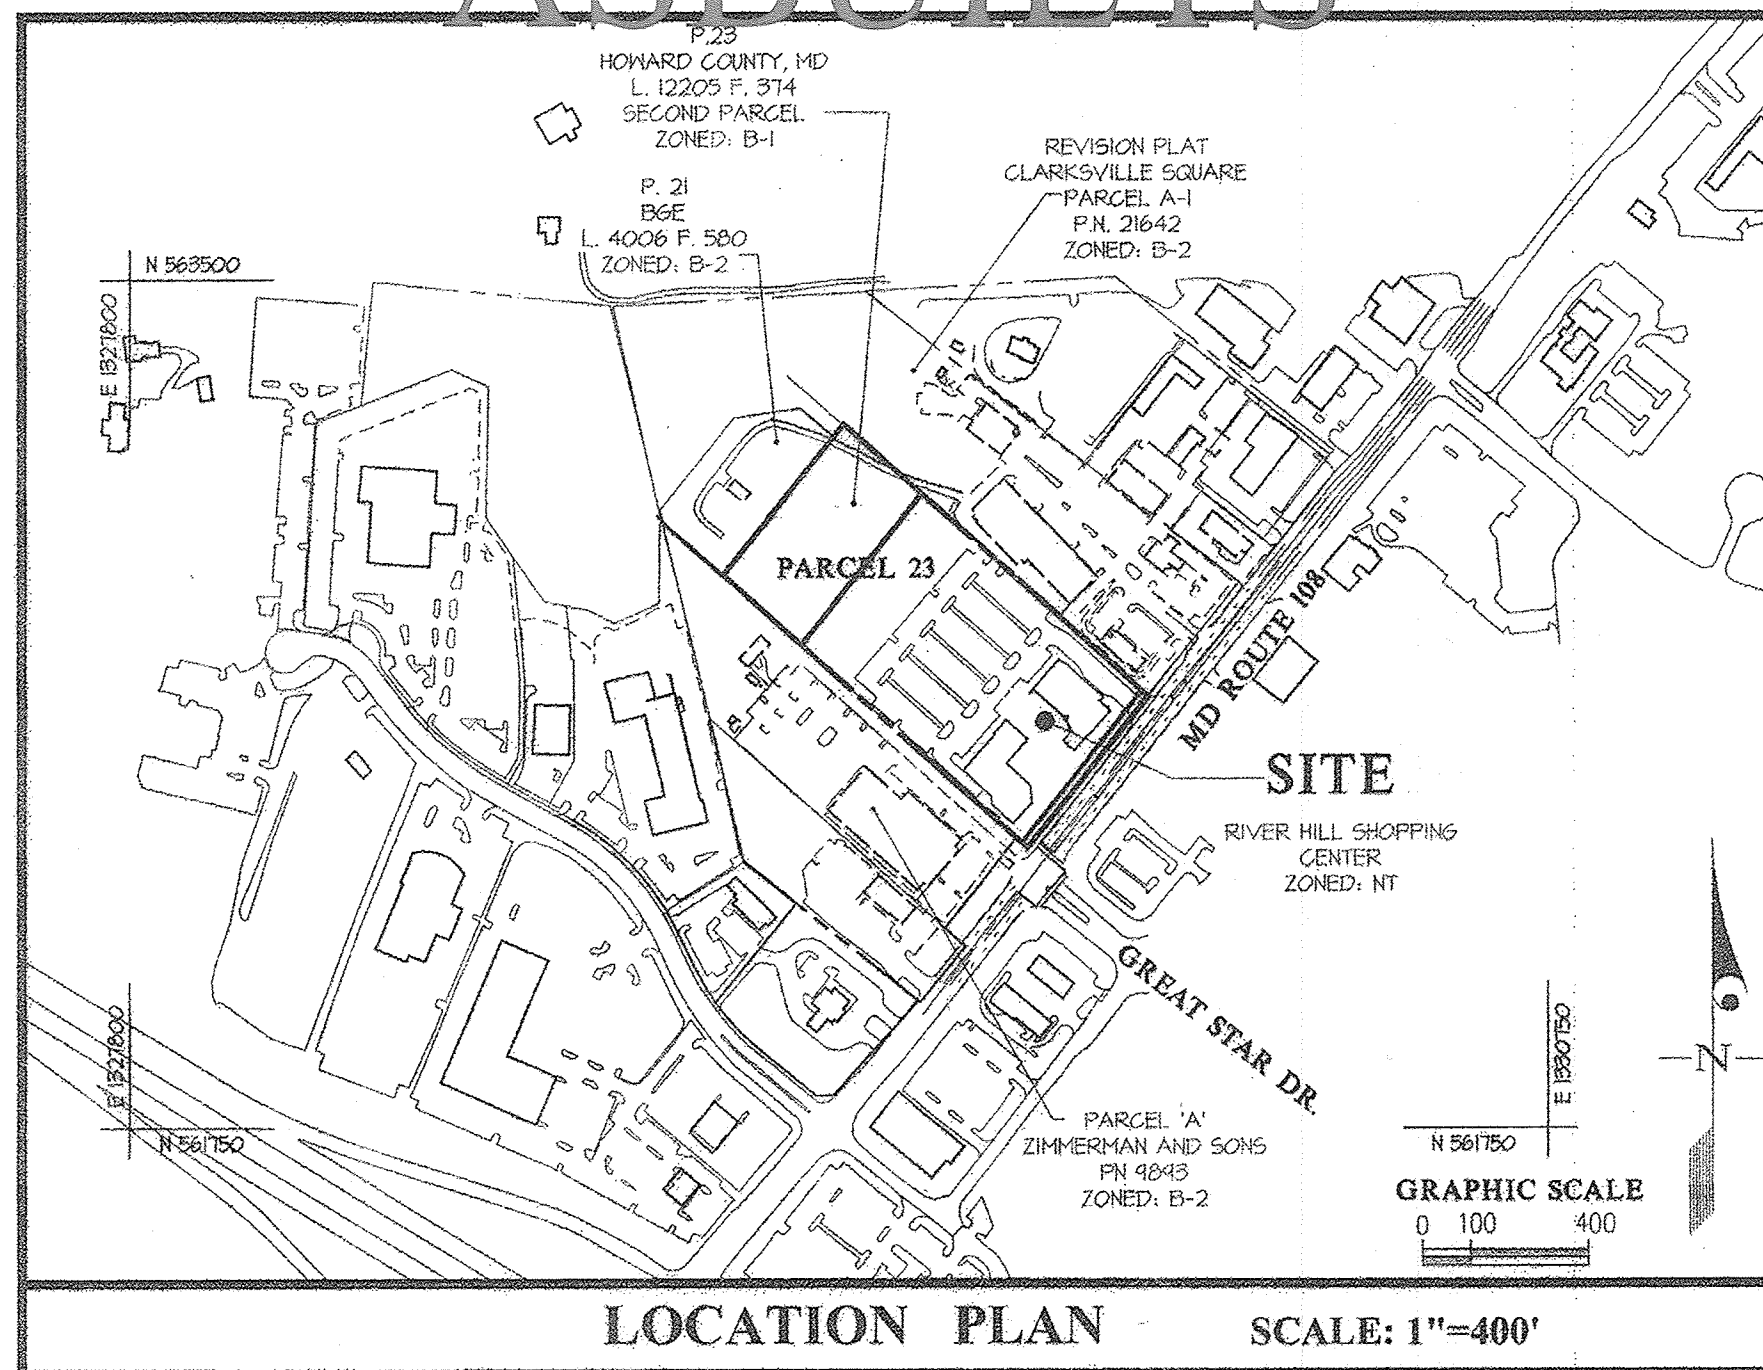 ASBUILTS
P.23
HOWARD COUNTY, MD
L. 12205 F. 374
SECOND PARCEL
ZONED: B-1
P. 21
BGE
L. 4006 F. 580
ZONED: B-2
REVISION PLAT
CLARKSVILLE SQUARE
PARCEL A-1
P.N. 21642
ZONED: B-2
N 563500
E 1327800
PARCEL 23
MD ROUTE 108
SITE
RIVER HILL SHOPPING
CENTER
ZONED: NT
GREAT STAR DR.
E 1327800
N 561750
PARCEL 'A'
ZIMMERMAN AND SONS
PN 9893
ZONED: B-2
E 1330750
N 561750
N
GRAPHIC SCALE
0 100 400
LOCATION PLAN SCALE: 1"=400'